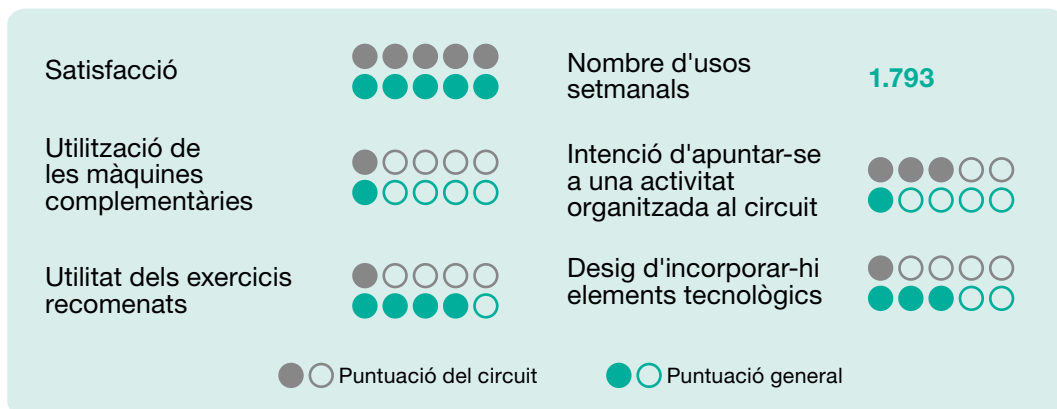 Satisfacció
Utilització de
les màquines
complementàries
Utilitat dels exercicis
recomenats
Nombre d'usos
setmanals
1.793
Intenció d'apuntar-se
a una activitat
organitzada al circuit
Desig d'incorporar-hi
elements tecnològics
Puntuació del circuit
Puntuació general